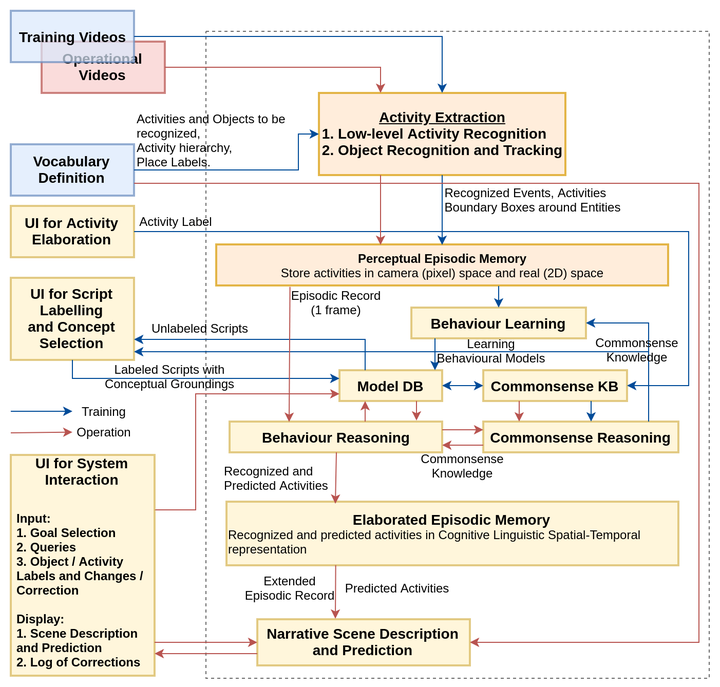 Training Videos
Operational
Videos
Activity Extraction
1. Low-level Activity Recognition
2. Object Recognition and Tracking
Activities and Objects to be
recognized,
Activity hierarchy,
Place Labels.
Vocabulary
Definition
Recognized Events, Activities
Boundary Boxes around Entities
UI for Activity
Elaboration
Activity Label
Perceptual Episodic Memory
Store activities in camera (pixel) space and real (2D) space
UI for Script
Labelling
and Concept
Selection
Episodic Record
(1 frame)
Behaviour Learning
Unlabeled Scripts
Learning
Behavioural Models
Commonsense
Knowledge
Labeled Scripts with
Conceptual Groundings
Model DB
Commonsense KB
Training
Operation
Behaviour Reasoning
Commonsense Reasoning
Commonsense
Knowledge
UI for System
Interaction
Input:
1. Goal Selection
2. Queries
3. Object / Activity
Labels and Changes /
Correction
Display:
1. Scene Description
and Prediction
2. Log of Corrections
Recognized and
Predicted Activities
Elaborated Episodic Memory
Recognized and predicted activities in Cognitive Linguistic Spatial-Temporal
representation
Extended
Episodic Record
Predicted Activities
Narrative Scene Description
and Prediction